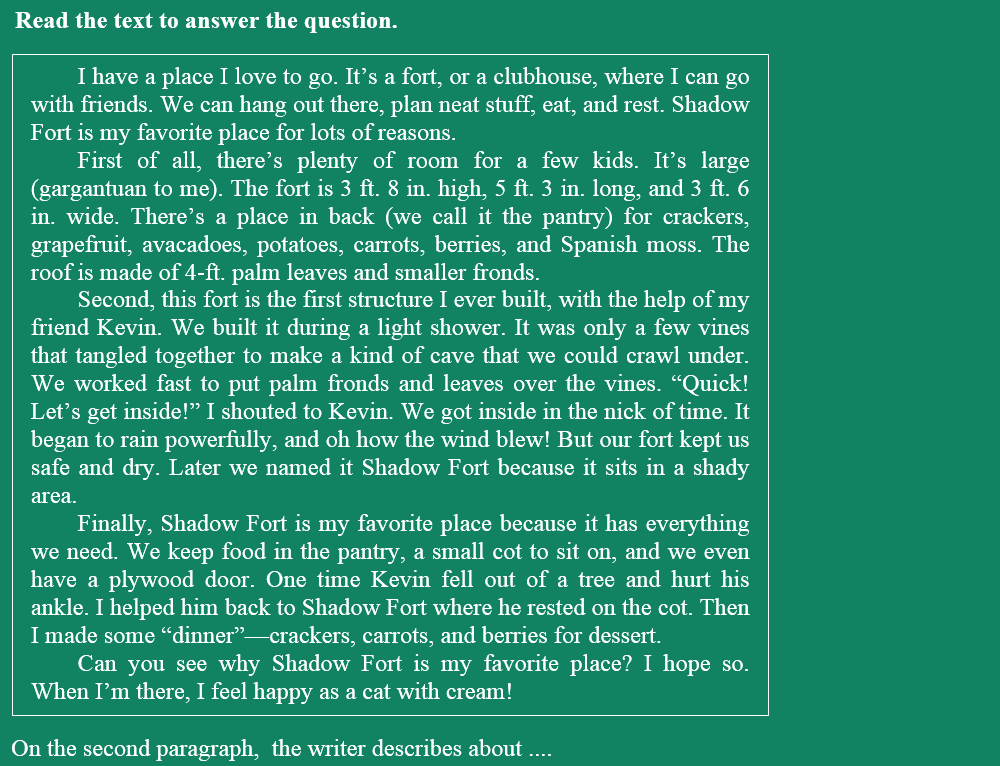 Read the text to answer the question.
I have a place I love to go. It's a fort, or a clubhouse, where I can go
with friends. We can hang out there, plan neat stuff, eat, and rest. Shadow
Fort is my favorite place for lots of reasons.
First of all, there's plenty of room for a few kids. It's large
(gargantuan to me). The fort is 3 ft. 8 in. high, 5 ft. 3 in. long, and 3 ft. 6
in. wide. There's a place in back (we call it the pantry) for crackers,
grapefruit, avacadoes, potatoes, carrots, berries, and Spanish moss. The
roof is made of 4-ft. palm leaves and smaller fronds.
Second, this fort is the first structure I ever built, with the help of my
friend Kevin. We built it during a light shower. It was only a few vines
that tangled together to make a kind of cave that we could crawl under.
We worked fast to put palm fronds and leaves over the vines. “Quick!
Let's get inside!” I shouted to Kevin. We got inside in the nick of time. It
began to rain powerfully, and oh how the wind blew! But our fort kept us
safe and dry. Later we named it Shadow Fort because it sits in a shady
area.
Finally, Shadow Fort is my favorite place because it has everything
we need. We keep food in the pantry, a small cot to sit on, and we even
have a plywood door. One time Kevin fell out of a tree and hurt his
ankle. I helped him back to Shadow Fort where he rested on the cot. Then
I made some “dinner”—crackers, carrots, and berries for dessert.
Can you see why Shadow Fort is my favorite place? I hope so.
When I'm there, I feel happy as a cat with cream!
On the second paragraph,  the writer describes about ....